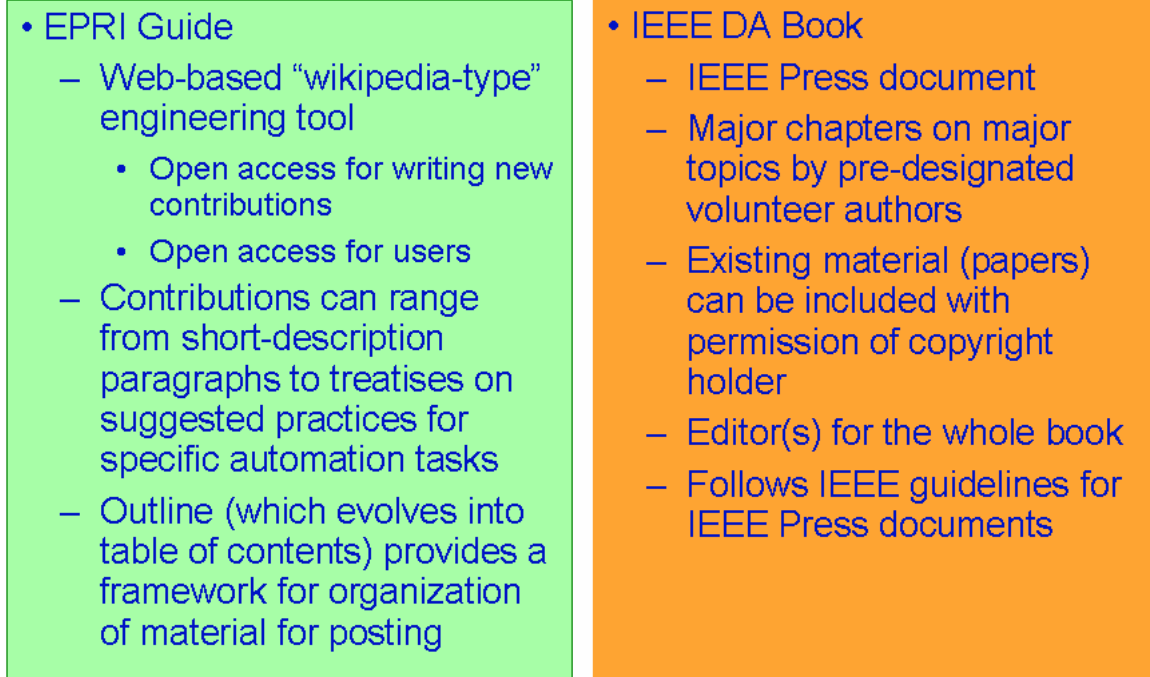 • EPRI Guide
– Web-based “wikipedia-type”
engineering tool
• Open access for writing new
contributions
• Open access for users
– Contributions can range
from short-description
paragraphs to treatises on
suggested practices for
specific automation tasks
– Outline (which evolves into
table of contents) provides a
framework for organization
of material for posting
• IEEE DA Book
– IEEE Press document
– Major chapters on major
topics by pre-designated
volunteer authors
– Existing material (papers)
can be included with
permission of copyright
holder
– Editor(s) for the whole book
– Follows IEEE guidelines for
IEEE Press documents